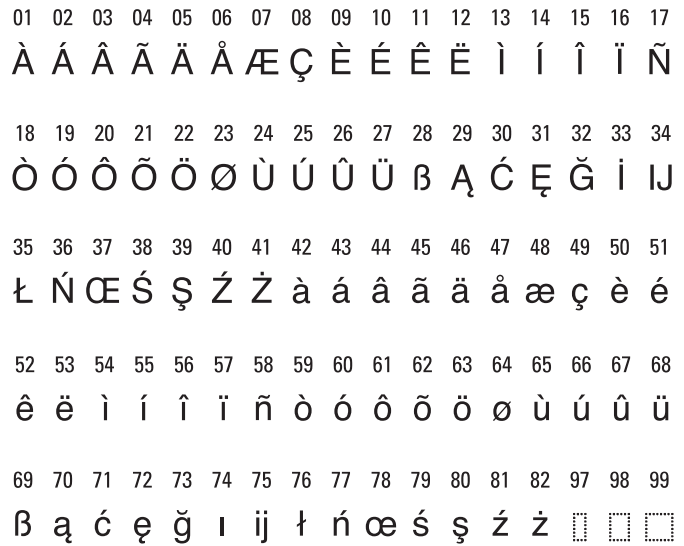 01 02 03 04 05 06 07 08 09 10 11 12 13 14 15 16 17
À Á Â Ã Ä Å Æ Ç È É Ê Ë Ì Í Î Ï Ñ
18 19 20 21 22 23 24 25 26 27 28 29 30 31 32 33 34
Ò Ó Ô Õ Ö Ø Ù Ú Û Ü ß Ą Ć Ę Ğ İ IJ
35 36 37 38 39 40 41 42 43 44 45 46 47 48 49 50 51
Ł Ń Œ Ś Ş Ź Ż à á â ã ä å æ ç è é
52 53 54 55 56 57 58 59 60 61 62 63 64 65 66 67 68
ê ë ì í î ï ñ ò ó ô õ ö ø ù ú û ü
69 70 71 72 73 74 75 76 77 78 79 80 81 82 97 98 99
ß ą ć ę ğ ı ij ł ń œ ś ş ź ż